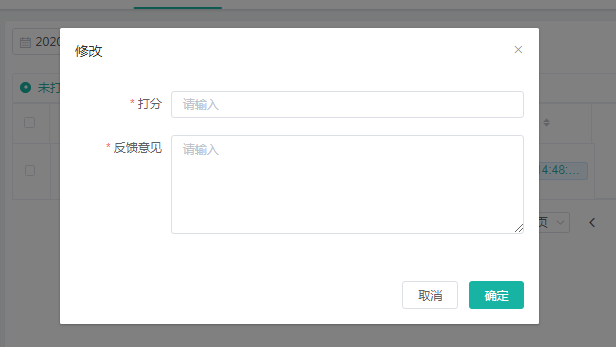 2020
修改
未打
* 打分
请输入
* 反馈意见
请输入
4:48:...
页
取消
确定